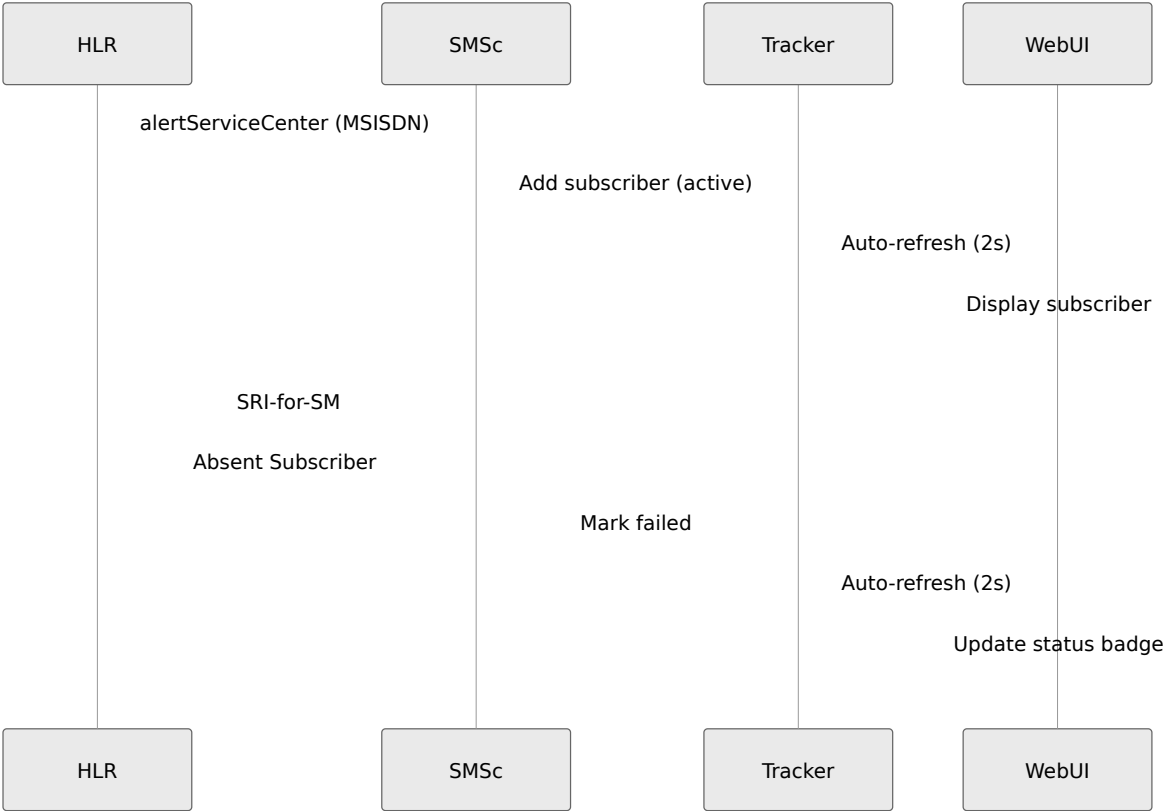 HLR
SMSc
Tracker
WebUI
alertServiceCenter (MSISDN)
Add subscriber (active)
Auto-refresh (2s)
Display subscriber
SRI-for-SM
Absent Subscriber
Mark failed
Auto-refresh (2s)
Update status badge
HLR
SMSc
Tracker
WebUI